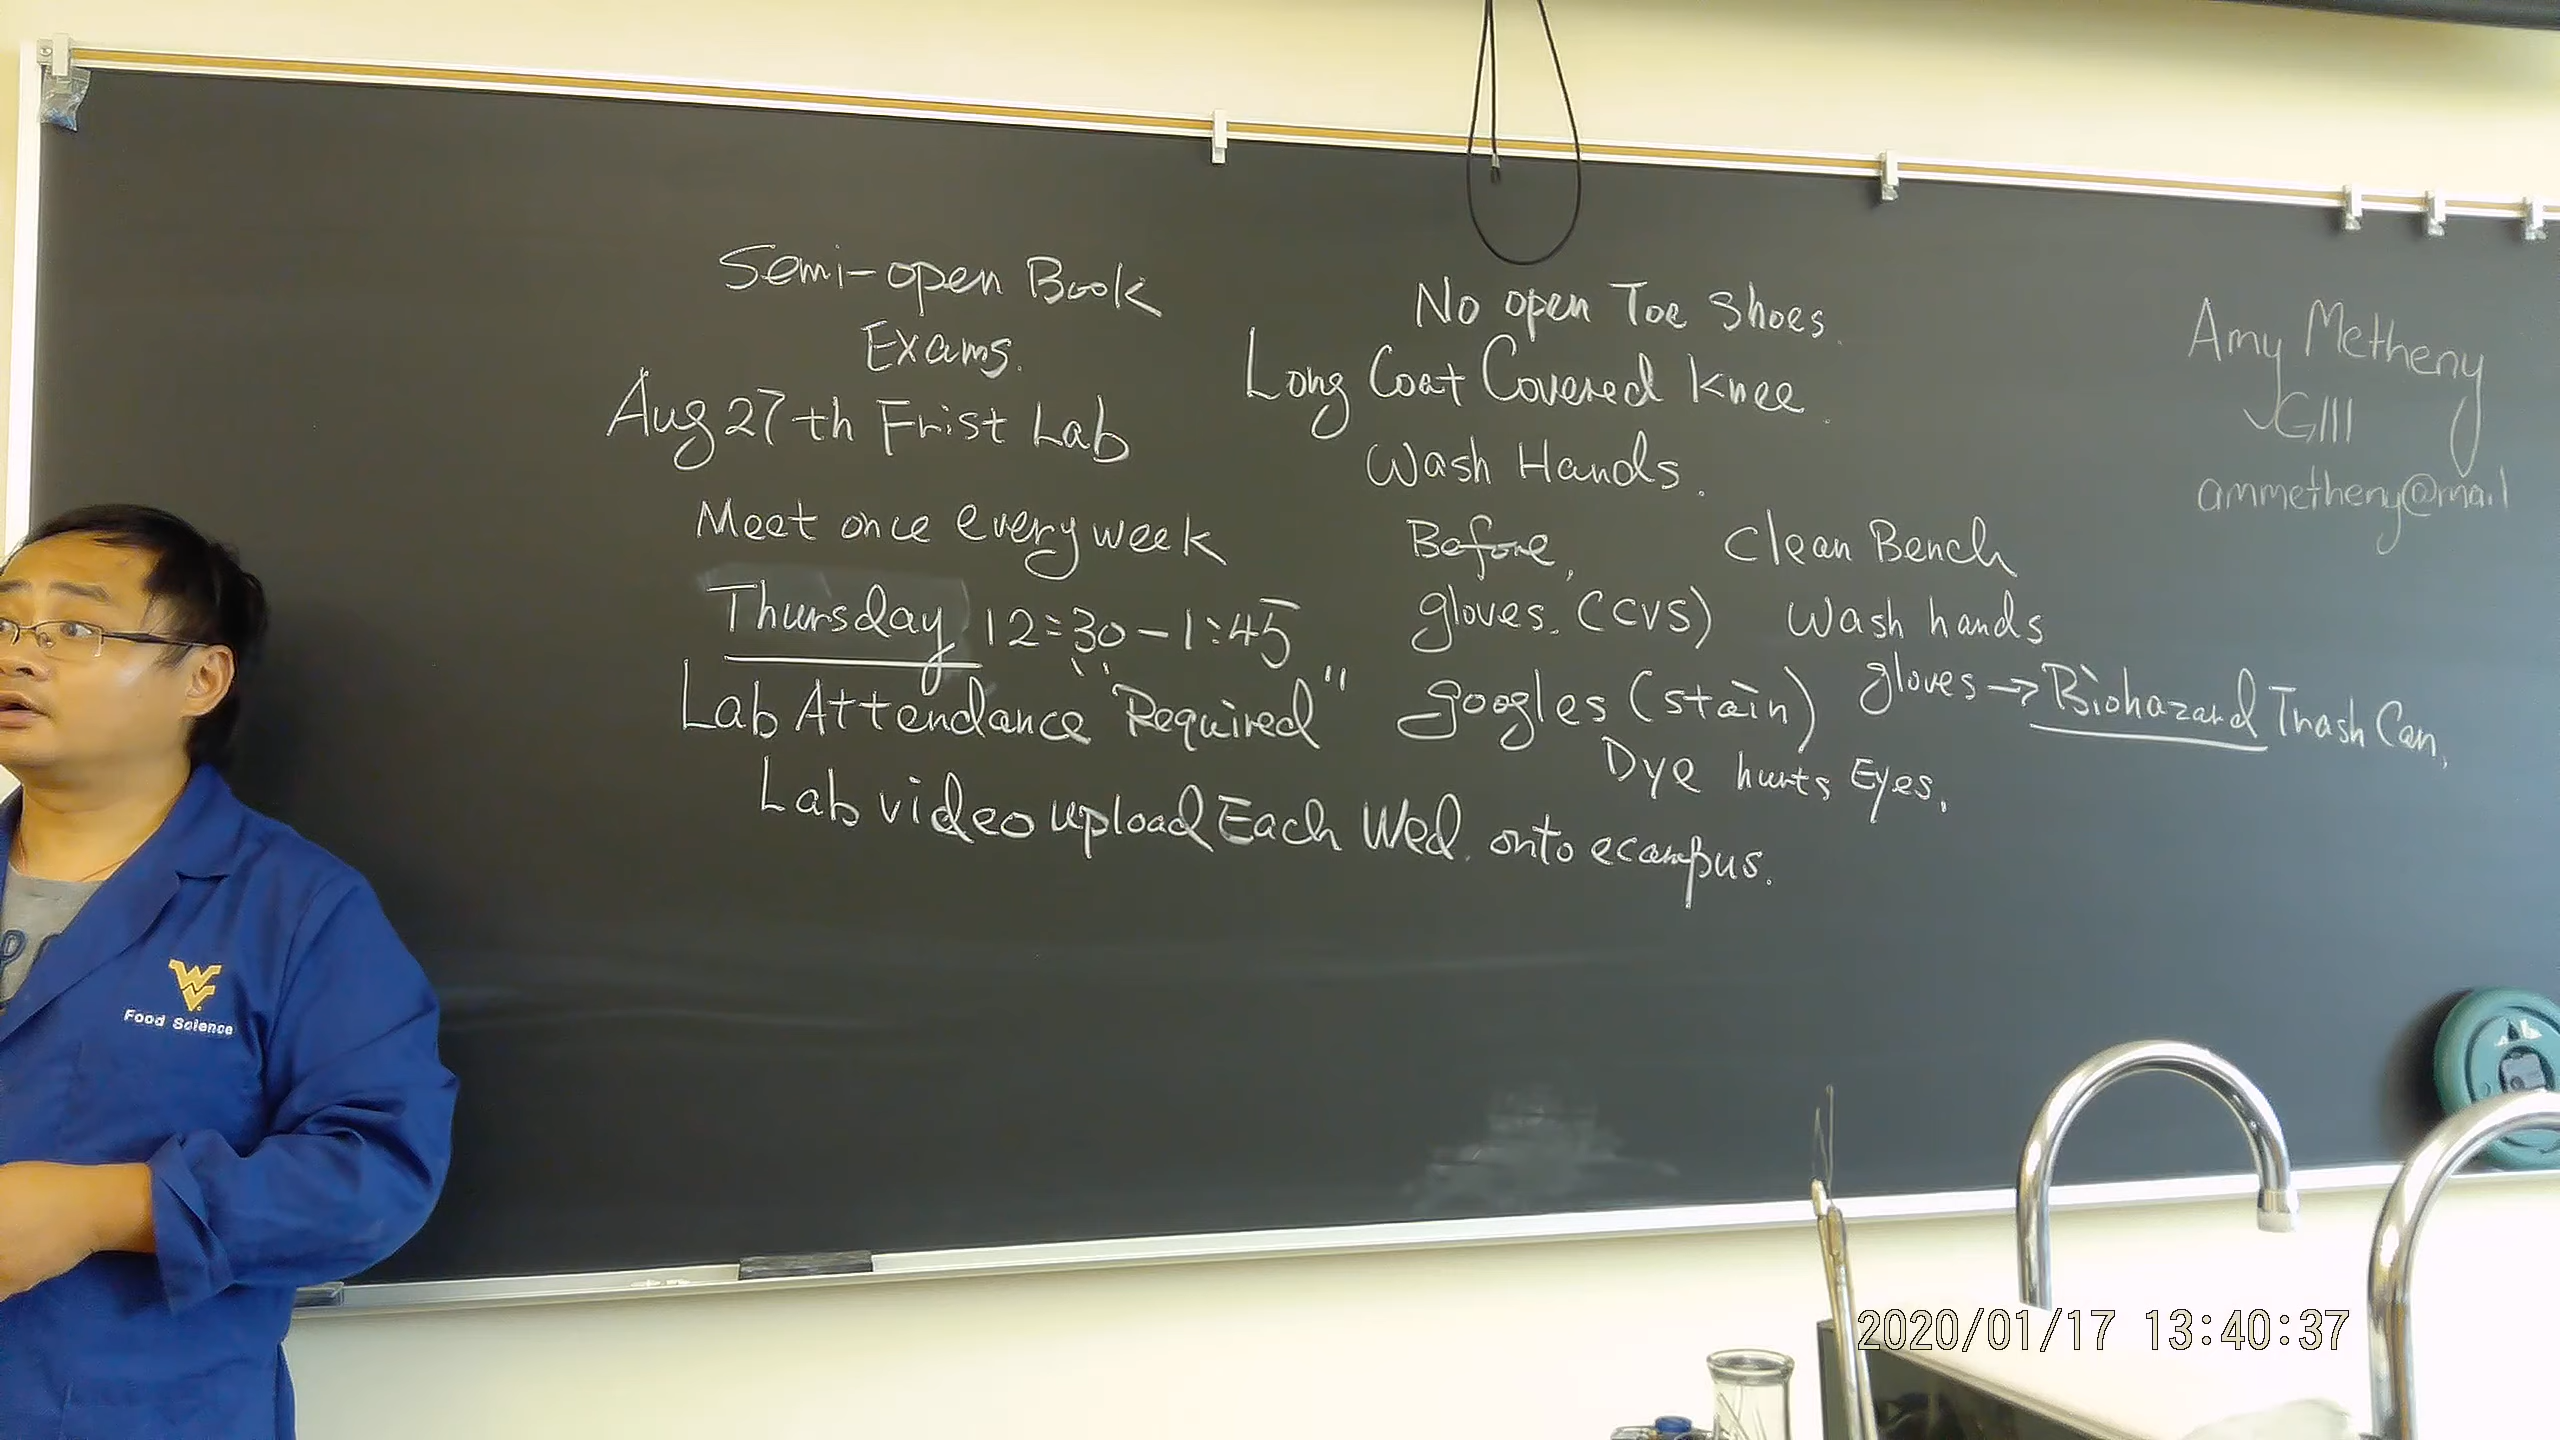 Semi-open Book
Exams.
Aug 27th Frist Lab
Meet once every week
Thursday 12:30-1:45
Lab Attendance "Required"
Lab video upload Each Wed. onto ecampus.
No open Toe Shoes.
Long Coat Covered Knee.
Wash Hands.
Before,
gloves. (CVS)
googles (stain)
Dye hurts Eyes.
Clean Bench
Wash hands
gloves → Biohazard Trash Can.
Amy Metheny
G111
ammetheny@mail
WV
Food Science
2020/01/17 13:40:37